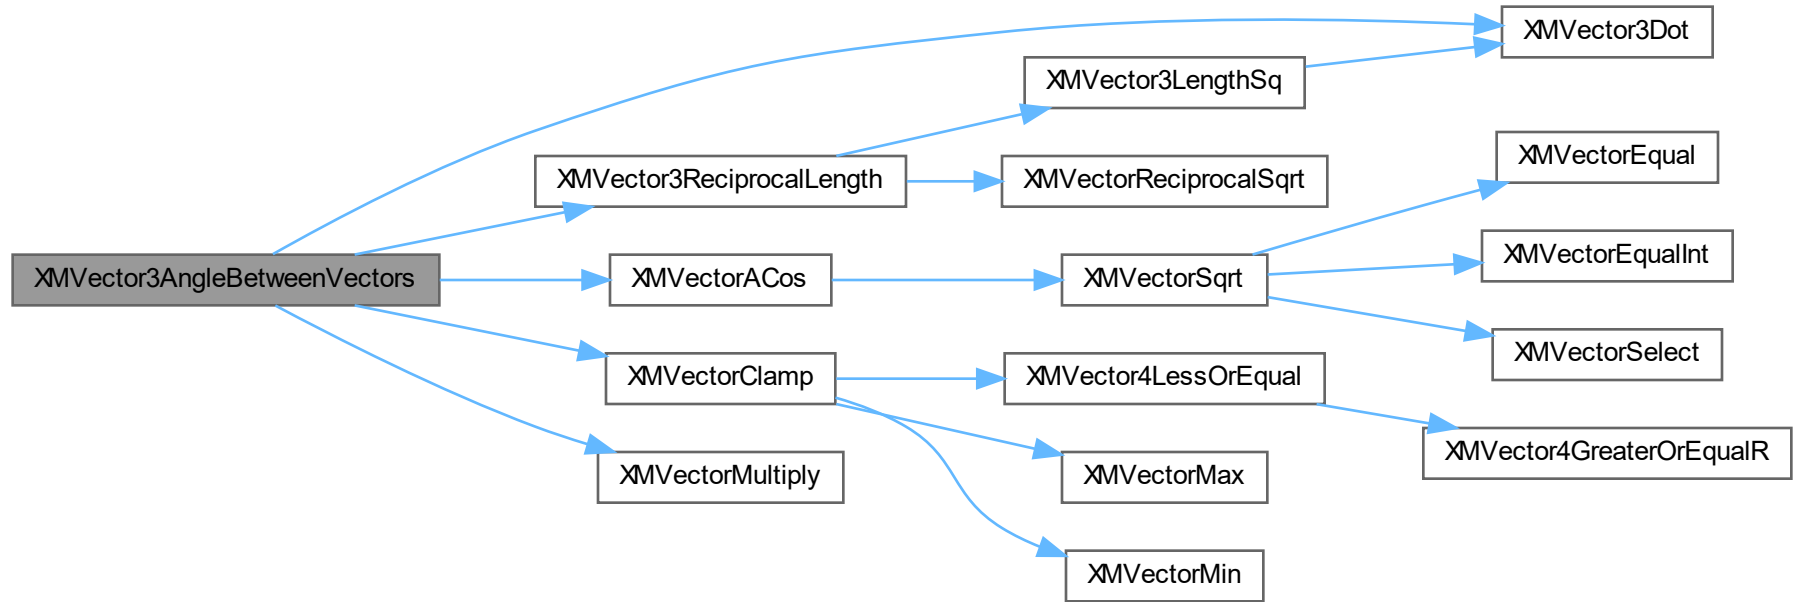 XMVector3Dot
XMVector3LengthSq
XMVectorEqual
XMVector3ReciprocalLength
XMVectorReciprocalSqrt
XMVectorEqualInt
XMVector3AngleBetweenVectors
XMVectorACos
XMVectorSqrt
XMVectorSelect
XMVectorClamp
XMVector4LessOrEqual
XMVector4GreaterOrEqualR
XMVectorMultiply
XMVectorMax
XMVectorMin